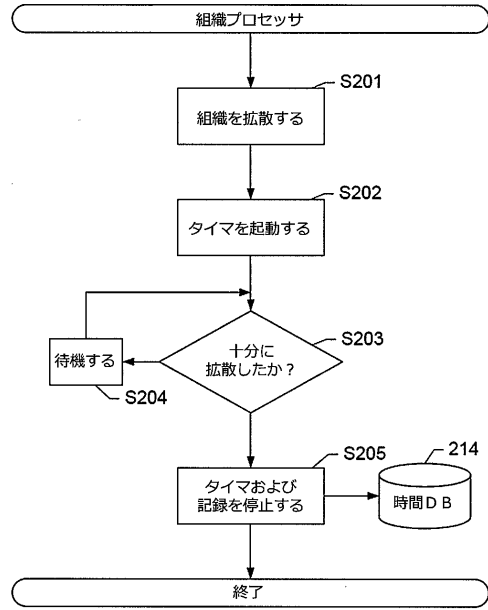 組織プロセッサ
S201
組織を拡散する
S202
タイマを起動する
S203
十分に
拡散したか？
待機する
S204
S205
タイマおよび
記録を停止する
214
時間DB
終了